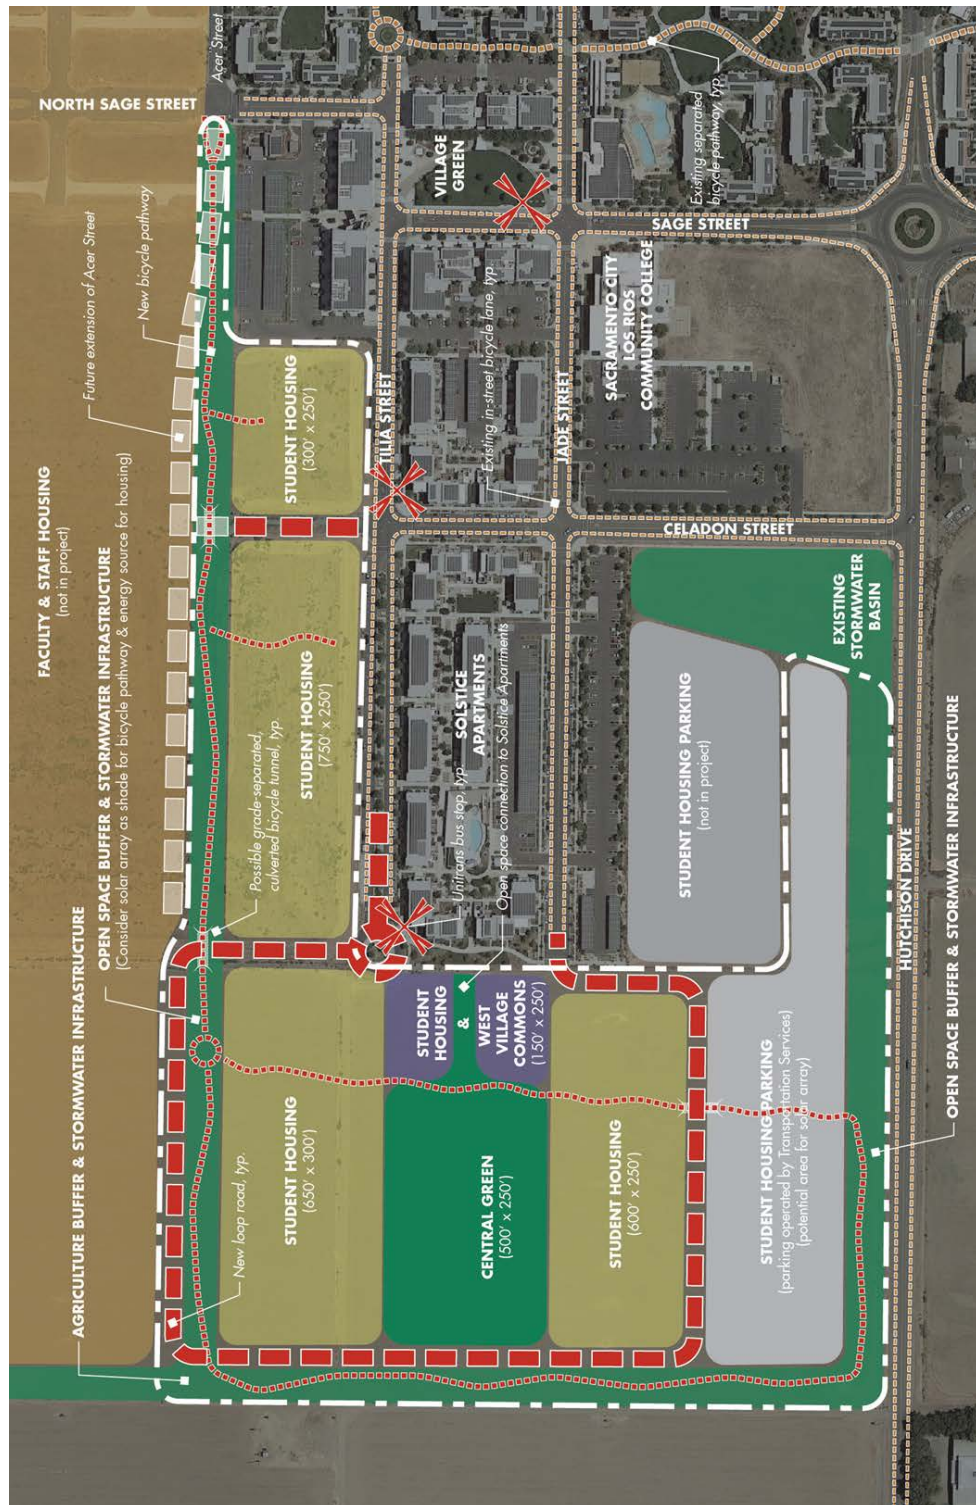 NORTH SAGE STREET
Acer Street
New bicycle pathway
Future extension of Acer Street
FACULTY & STAFF HOUSING
(not in project)
OPEN SPACE BUFFER & STORMWATER INFRASTRUCTURE
(Consider solar array as shade for bicycle pathway & energy source for housing)
AGRICULTURE BUFFER & STORMWATER INFRASTRUCTURE
New loop road, typ.
STUDENT HOUSING
(650' x 300')
Possible grade-separated,
culverted bicycle tunnel, typ.
STUDENT HOUSING
(750' x 250')
STUDENT HOUSING
(300' x 250')
TILIA STREET
VILLAGE
GREEN
Existing separated
bicycle pathway, typ.
SAGE STREET
SACRAMENTO CITY
LOS RIOS
COMMUNITY COLLEGE
JADE STREET
Existing in-street bicycle lane, typ.
CELADON STREET
SOLSTICE
APARTMENTS
Unitrans bus stop, typ.
Open space connection to Solstice Apartments
STUDENT
HOUSING
&
WEST
VILLAGE
COMMONS
(150' x 250')
CENTRAL GREEN
(500' x 250')
STUDENT HOUSING
(600' x 250')
STUDENT HOUSING PARKING
(not in project)
STUDENT HOUSING PARKING
(parking operated by Transportation Services)
(potential area for solar array)
EXISTING
STORMWATER
BASIN
HUTCHISON DRIVE
OPEN SPACE BUFFER & STORMWATER INFRASTRUCTURE